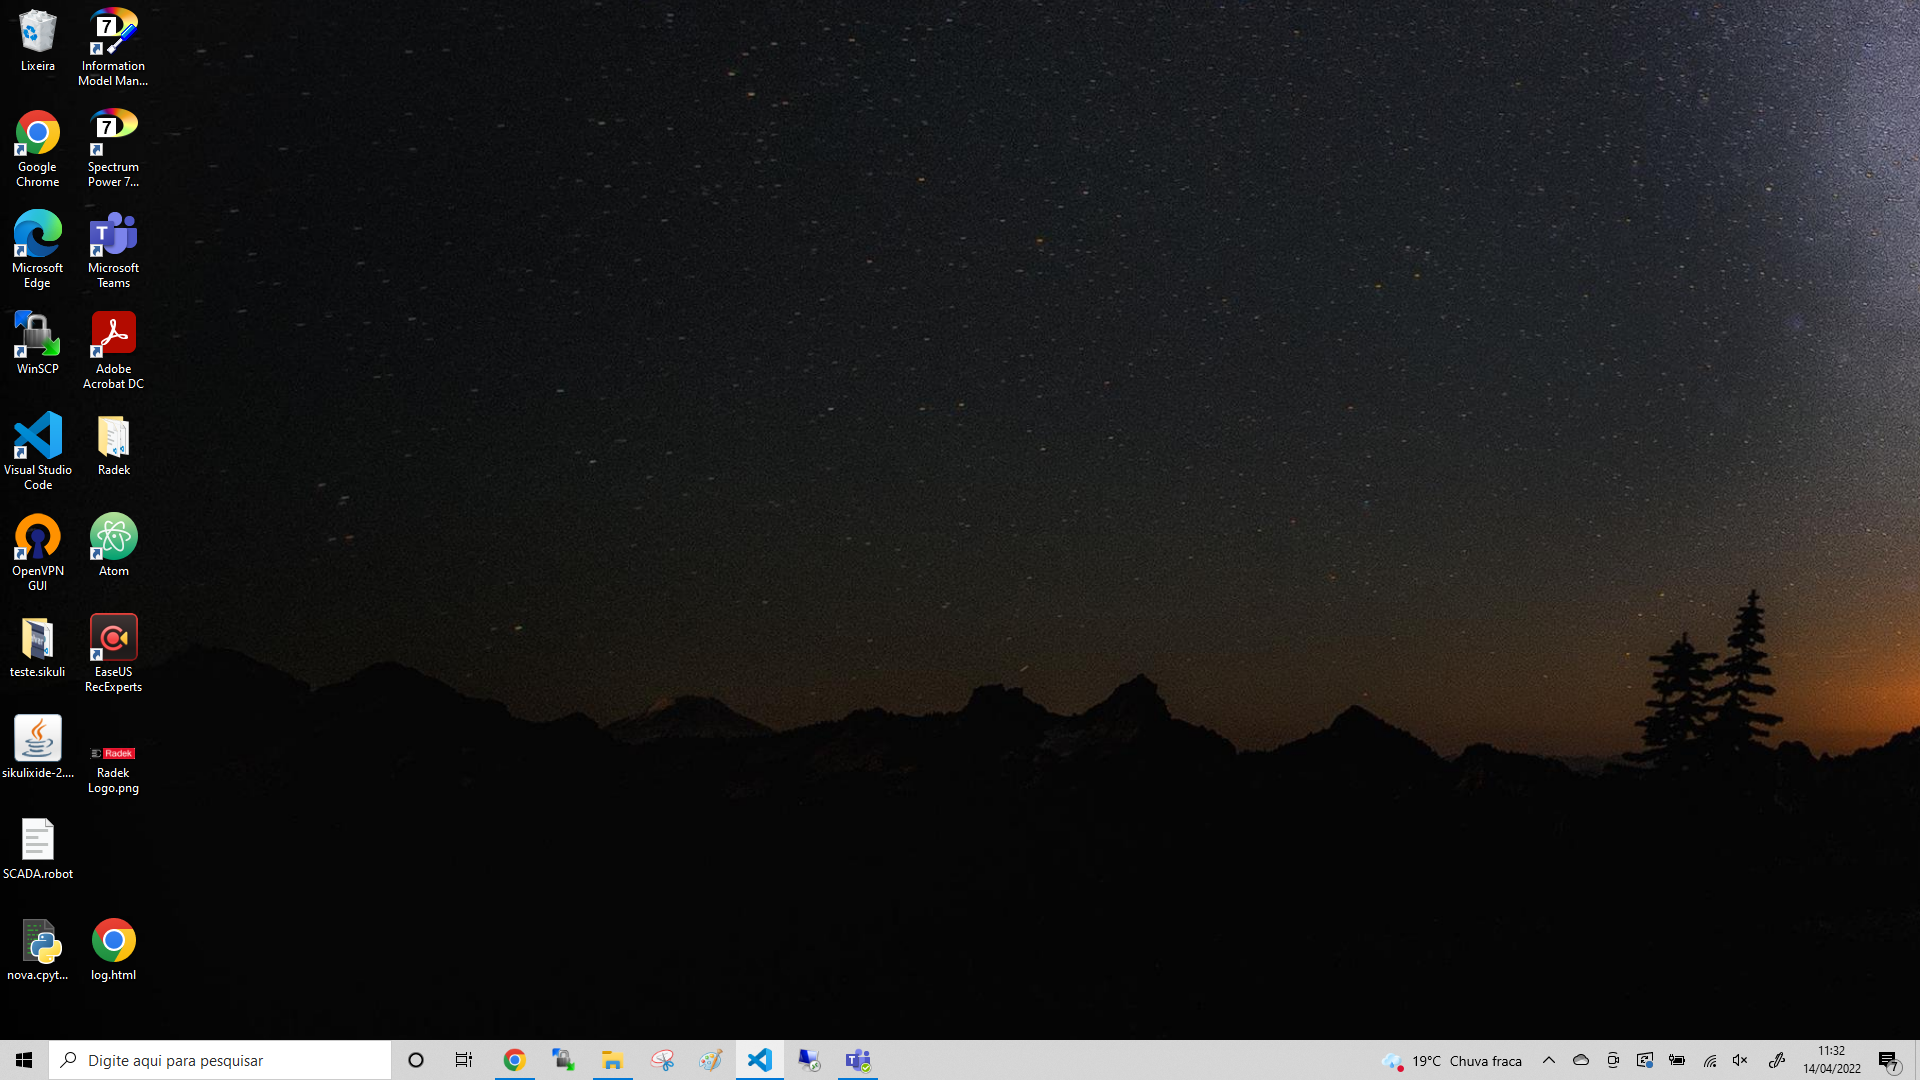 Lixeira
Information
Model Man...
Google
Chrome
Spectrum
Power 7...
Microsoft
Edge
Microsoft
Teams
WinSCP
Adobe
Acrobat DC
Visual Studio
Code
Radek
OpenVPN
GUI
Atom
teste.sikuli
EaseUS
RecExperts
sikulixide-2....
Radek
Radek
Logo.png
SCADA.robot
nova.cpyt...
log.html
Digite aqui para pesquisar
19°C Chuva fraca
11:32
14/04/2022
7